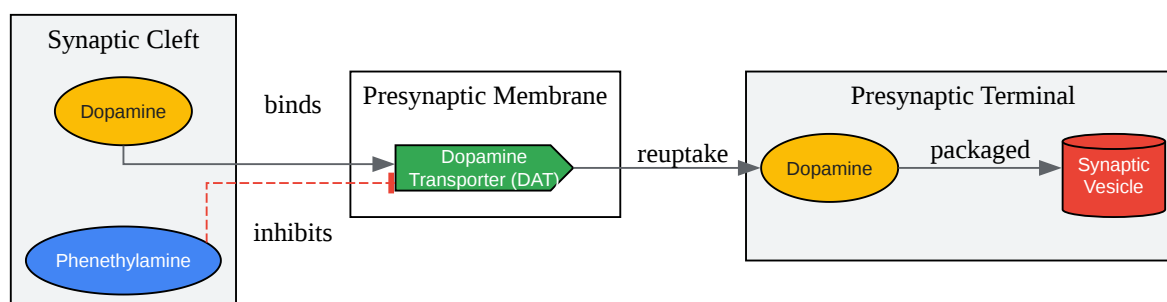 Synaptic Cleft
Dopamine
binds
inhibits
Phenethylamine
Presynaptic Membrane
Dopamine
Transporter (DAT)
reuptake
Presynaptic Terminal
Dopamine
packaged
Synaptic
Vesicle